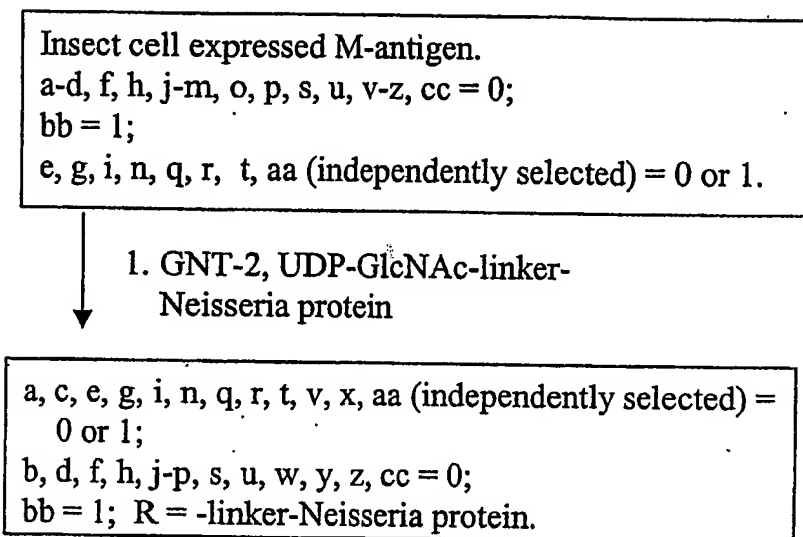 Insect cell expressed M-antigen.
a-d, f, h, j-m, o, p, s, u, v-z, cc = 0;
bb = 1;
e, g, i, n, q, r, t, aa (independently selected) = 0 or 1.
1. GNT-2, UDP-GlcNAc-linker-
Neisseria protein
a, c, e, g, i, n, q, r, t, v, x, aa (independently selected) =
0 or 1;
b, d, f, h, j-p, s, u, w, y, z, cc = 0;
bb = 1; R = -linker-Neisseria protein.